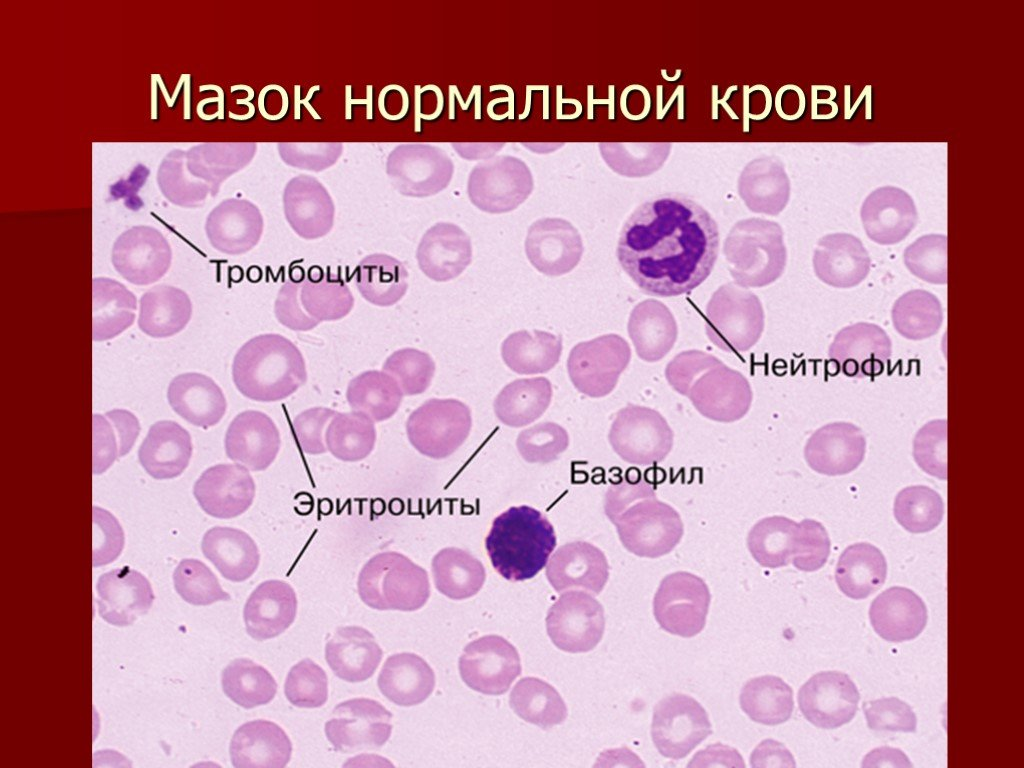 Мазок нормальной крови
Тромбоциты
Нейтрофил
Базофил
Эритроциты